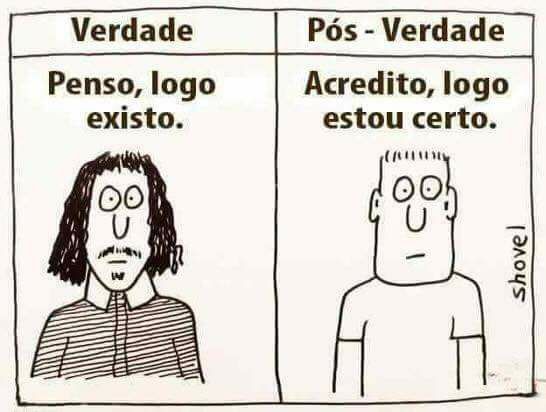 Verdade
Penso, logo
existo.
Pós - Verdade
Acredito, logo
estou certo.
shovel